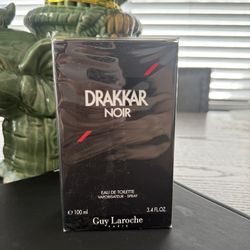 DRAKKAR
NOIR
EAU DE TOILETTE
VAPORISATEUR - SPRAY
℮ 100 ml 3.4 FL.OZ.
Guy Laroche
PARIS